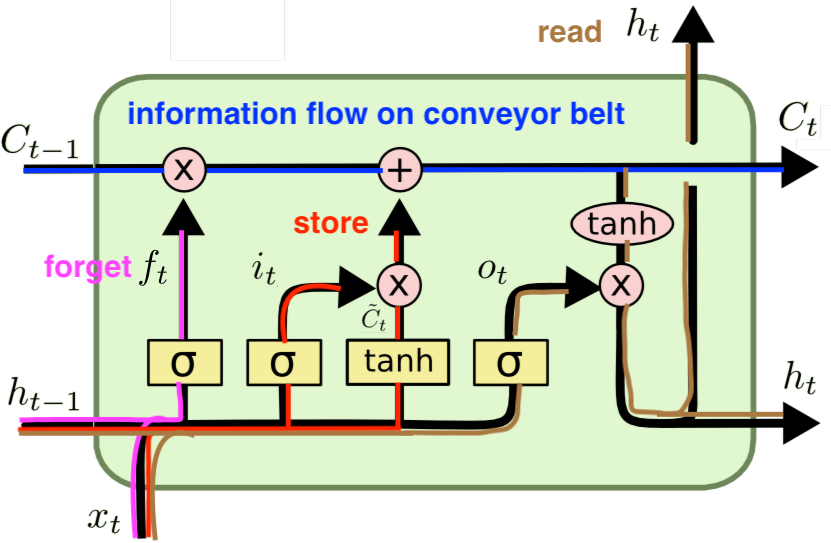 read h_t
information flow on conveyor belt
C_{t-1} C_t
x +
tanh
store
forget f_t i_t x o_t x
\tilde{C}_t
σ σ tanh σ
h_{t-1} h_t
x_t